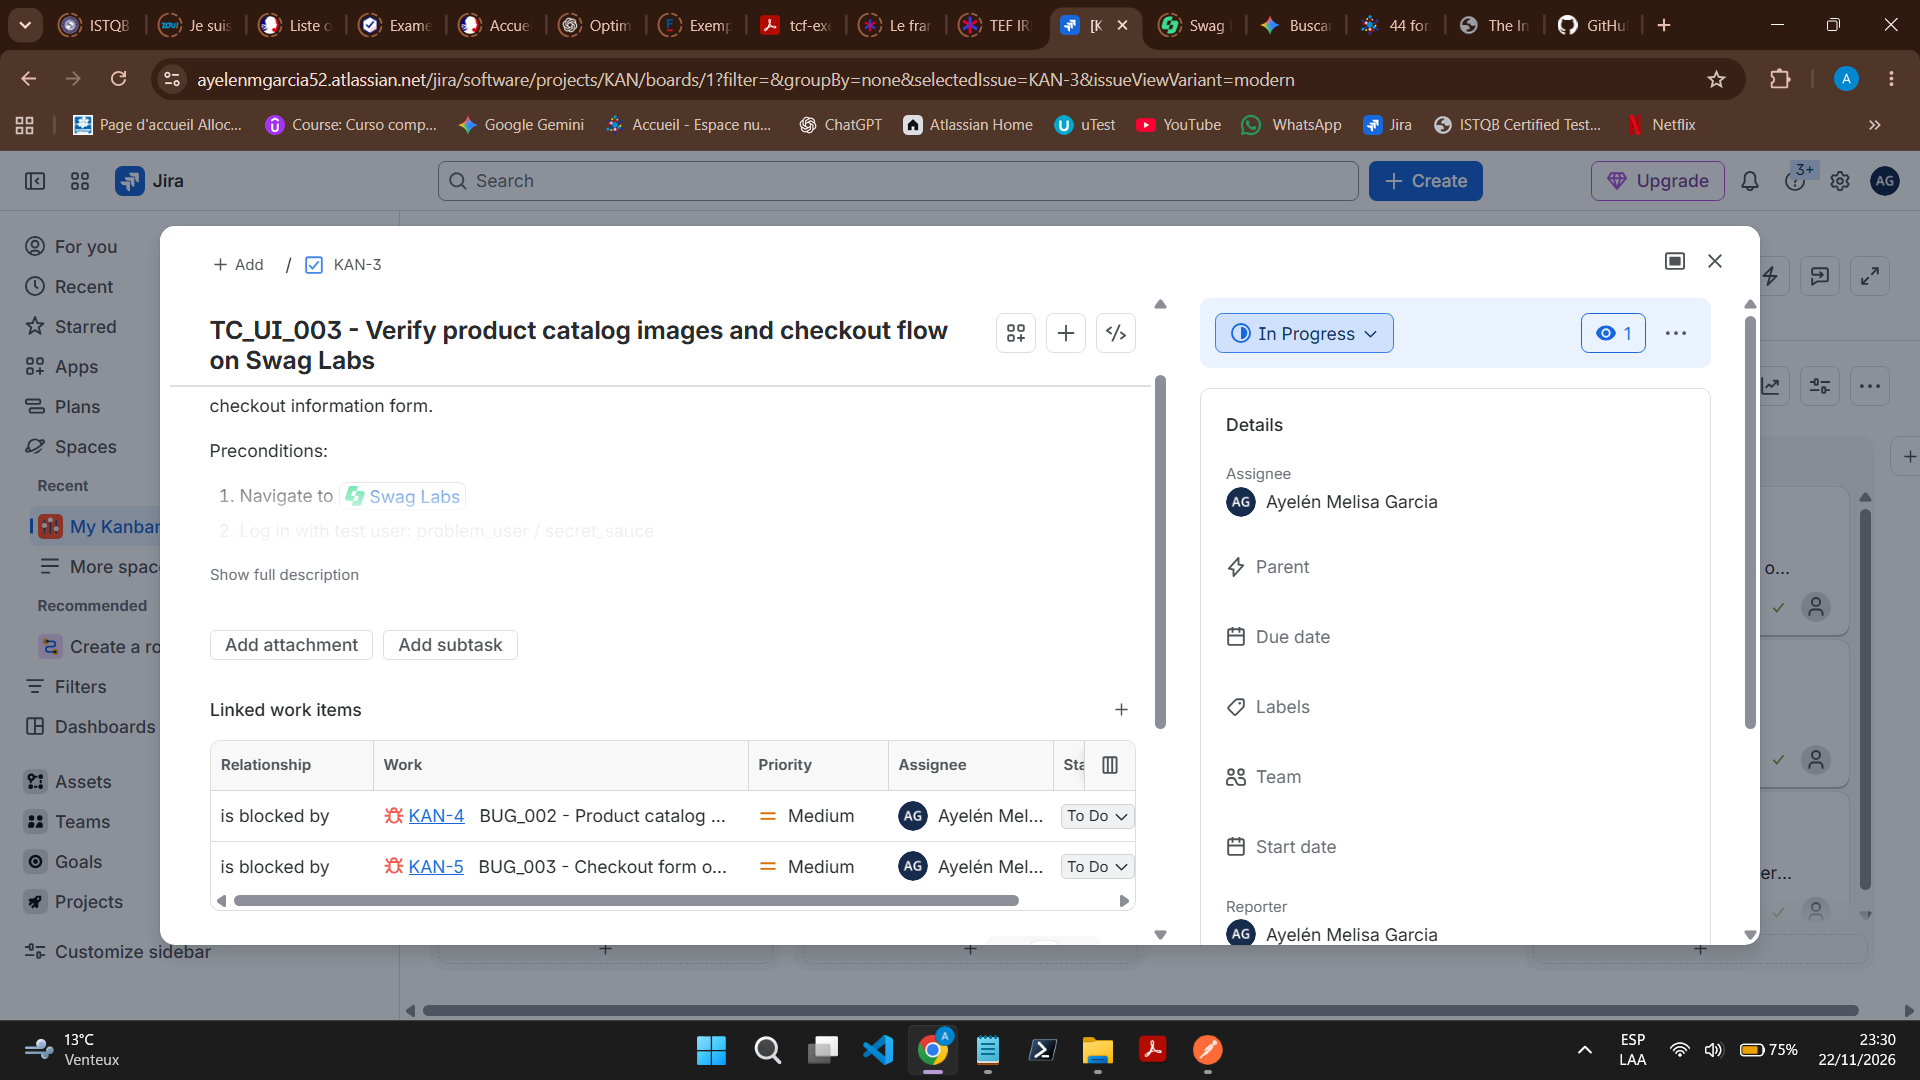 ISTQB
Je suis
Liste o
Exame
Accue
Optim
Exemp
tcf-exe
Le fran
TEF IR
[K
Swag
Busca
44 for
The In
GitHu
ayelenmgarcia52.atlassian.net/jira/software/projects/KAN/boards/1?filter=&groupBy=none&selectedIssue=KAN-3&issueViewVariant=modern
A
Page d'accueil Alloc...
Course: Curso comp...
Google Gemini
Accueil - Espace nu...
ChatGPT
Atlassian Home
uTest
YouTube
WhatsApp
Jira
ISTQB Certified Test...
Netflix
Jira
Search
Create
Upgrade
3+
AG
For you
Recent
Starred
Apps
Plans
Spaces
Recent
My Kanban
More spac
Recommended
Create a ro
Filters
Dashboards
Assets
Teams
Goals
Projects
Customize sidebar
Add / KAN-3
TC_UI_003 - Verify product catalog images and checkout flow
on Swag Labs
checkout information form.
Preconditions:
1. Navigate to Swag Labs
2. Log in with test user: problem_user / secret_sauce
Show full description
Add attachment
Add subtask
Linked work items
Relationship Work Priority Assignee Sta
is blocked by KAN-4 BUG_002 - Product catalog ... Medium AG Ayelén Mel... To Do
is blocked by KAN-5 BUG_003 - Checkout form o... Medium AG Ayelén Mel... To Do
In Progress
1
Details
Assignee
AG Ayelén Melisa Garcia
Parent
Due date
Labels
Team
Start date
Reporter
AG Ayelén Melisa Garcia
o...
er...
13°C
Venteux
A
ESP
LAA
75%
23:30
22/11/2026